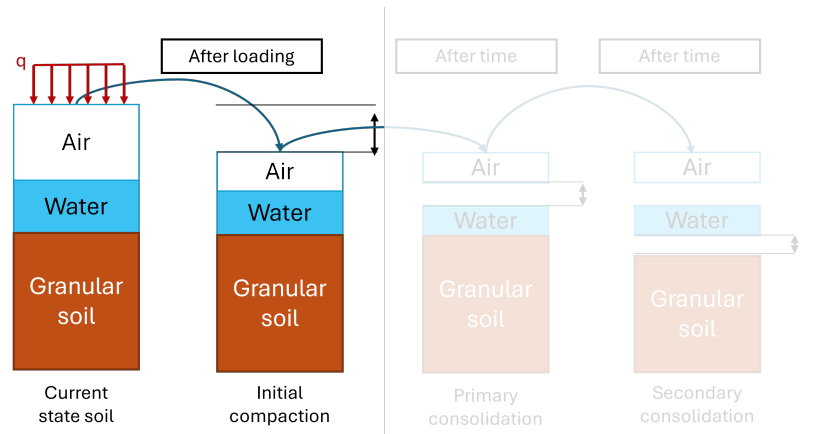 q
After loading
After time
After time
Air
Water
Granular
soil
Current
state soil
Air
Water
Granular
soil
Initial
compaction
Air
Water
Granular
soil
Primary
consolidation
Air
Water
Granular
soil
Secondary
consolidation